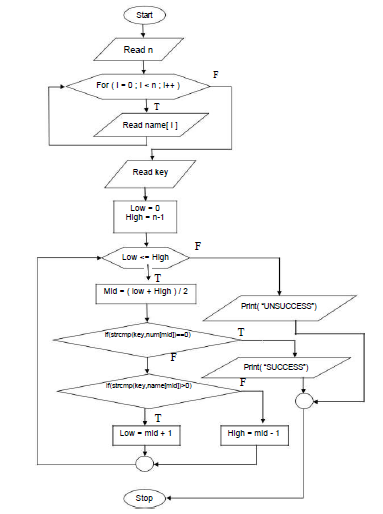 Start
Read n
For ( I = 0 ; I < n ; I++ )
F
T
Read name[ I ]
Read key
Low = 0
High = n-1
Low <= High
F
T
Mid = ( low + High ) / 2
Print( "UNSUCCESS")
If(strcmp(key,num[mid])==0)
T
F
Print( "SUCCESS")
If(strcmp(key,name[mid])>0)
F
T
Low = mid + 1
High = mid - 1
Stop